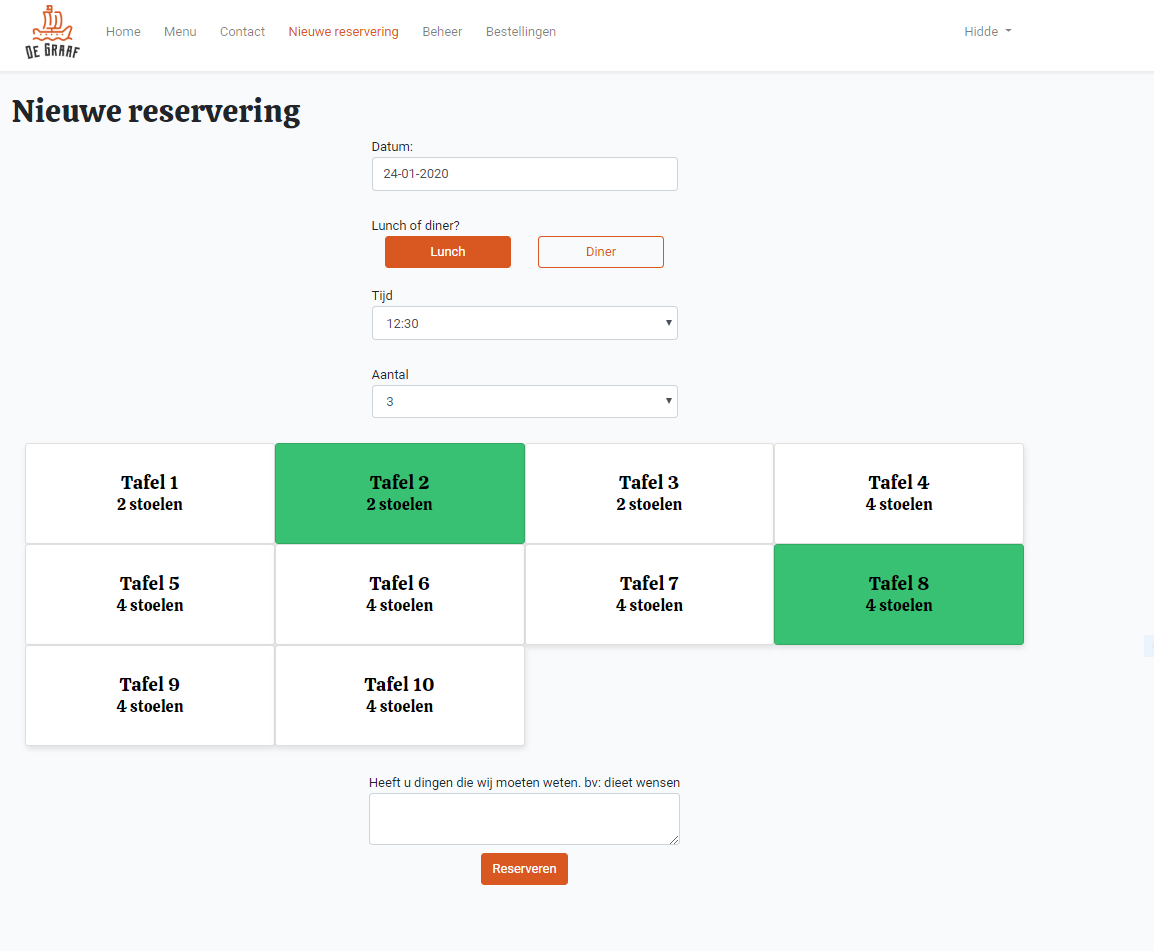 DE GRAAF
Home Menu Contact Nieuwe reservering Beheer Bestellingen Hidde
Nieuwe reservering
Datum:
24-01-2020
Lunch of diner?
Lunch Diner
Tijd
12:30
Aantal
3
Tafel 1 Tafel 2 Tafel 3 Tafel 4
2 stoelen 2 stoelen 2 stoelen 4 stoelen
Tafel 5 Tafel 6 Tafel 7 Tafel 8
4 stoelen 4 stoelen 4 stoelen 4 stoelen
Tafel 9 Tafel 10
4 stoelen 4 stoelen
Heeft u dingen die wij moeten weten. bv: dieet wensen
Reserveren